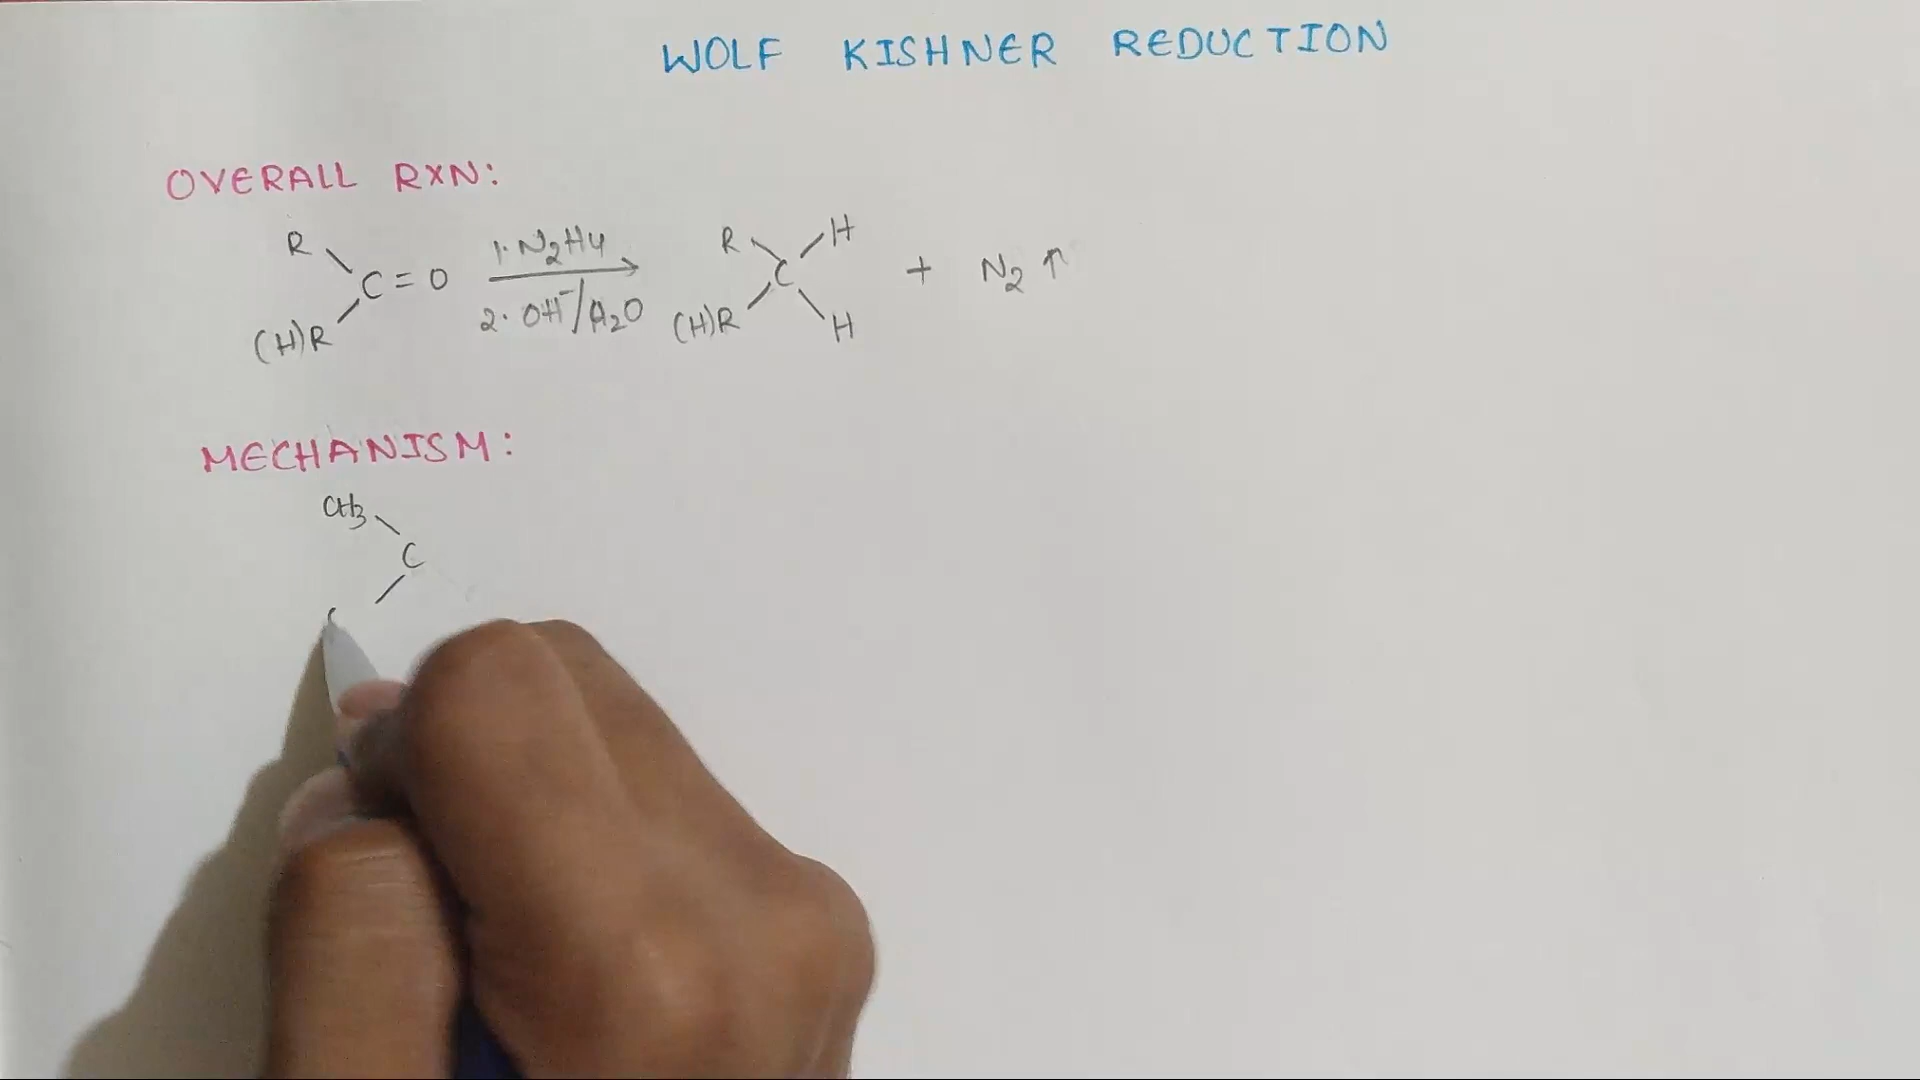 WOLF KISHNER REDUCTION
OVERALL RXN:
R
C=O
(H)R
1. N2H4
2. OH⁻/H2O
R H
C
(H)R H
+ N2 ↑
MECHANISM:
CH3
C